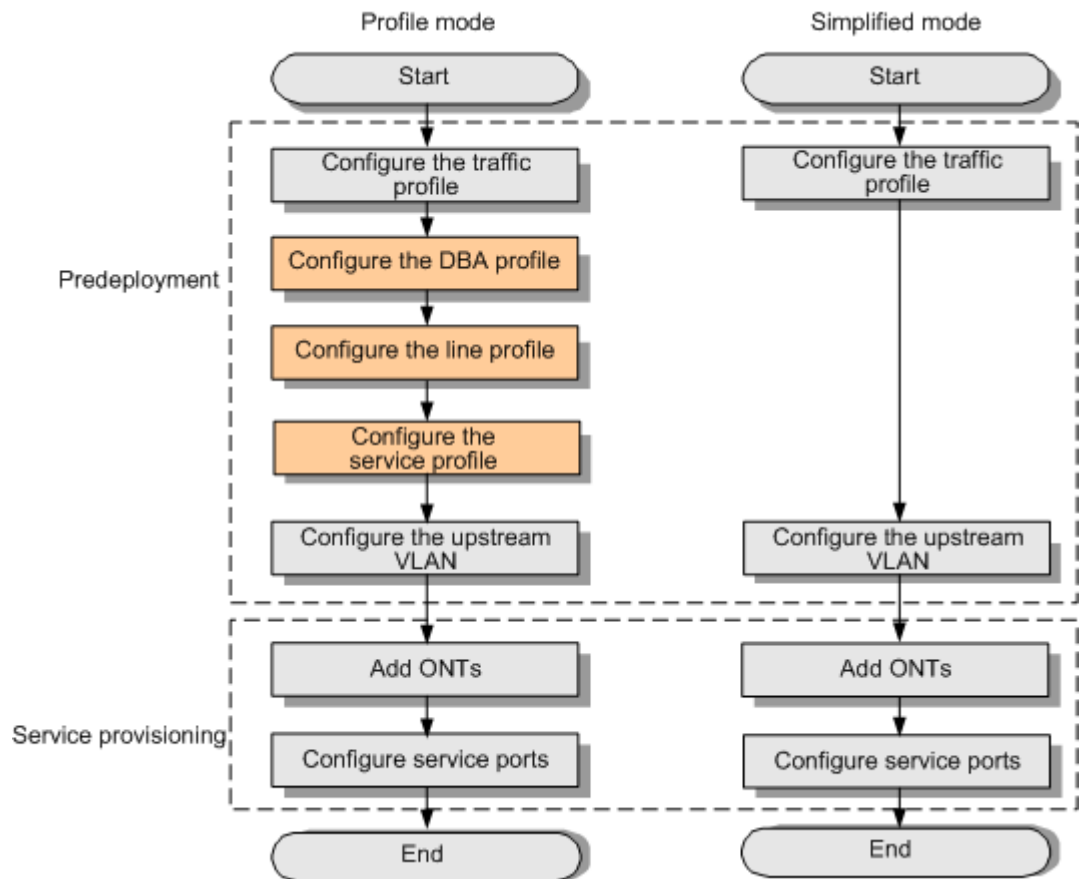 Profile mode
Simplified mode
Start
Start
Predeployment
Configure the traffic
profile
Configure the traffic
profile
Configure the DBA profile
Configure the line profile
Configure the
service profile
Configure the upstream
VLAN
Configure the upstream
VLAN
Service provisioning
Add ONTs
Add ONTs
Configure service ports
Configure service ports
End
End